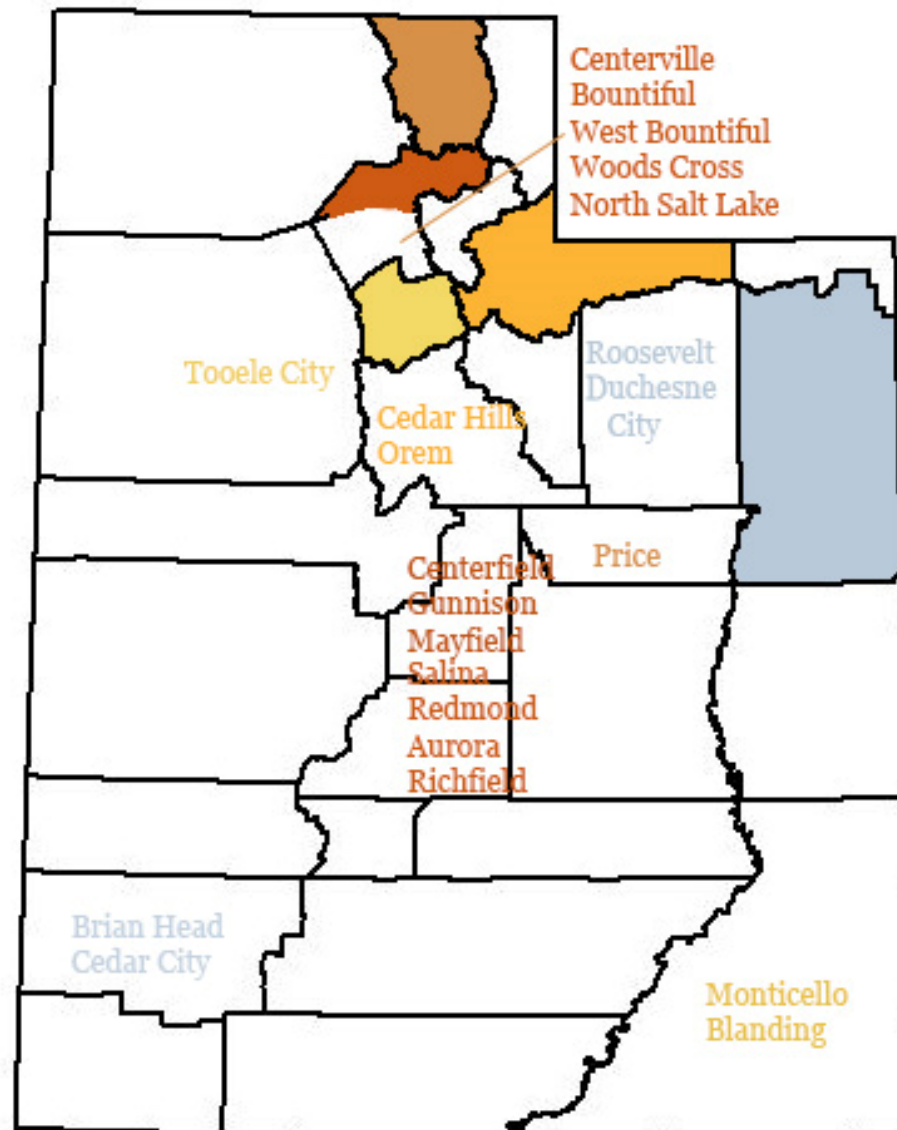 Centerville
Bountiful
West Bountiful
Woods Cross
North Salt Lake
Tooele City
Roosevelt
Duchesne
City
Cedar Hills
Orem
Price
Centerfield
Gunnison
Mayfield
Salina
Redmond
Aurora
Richfield
Brian Head
Cedar City
Monticello
Blanding